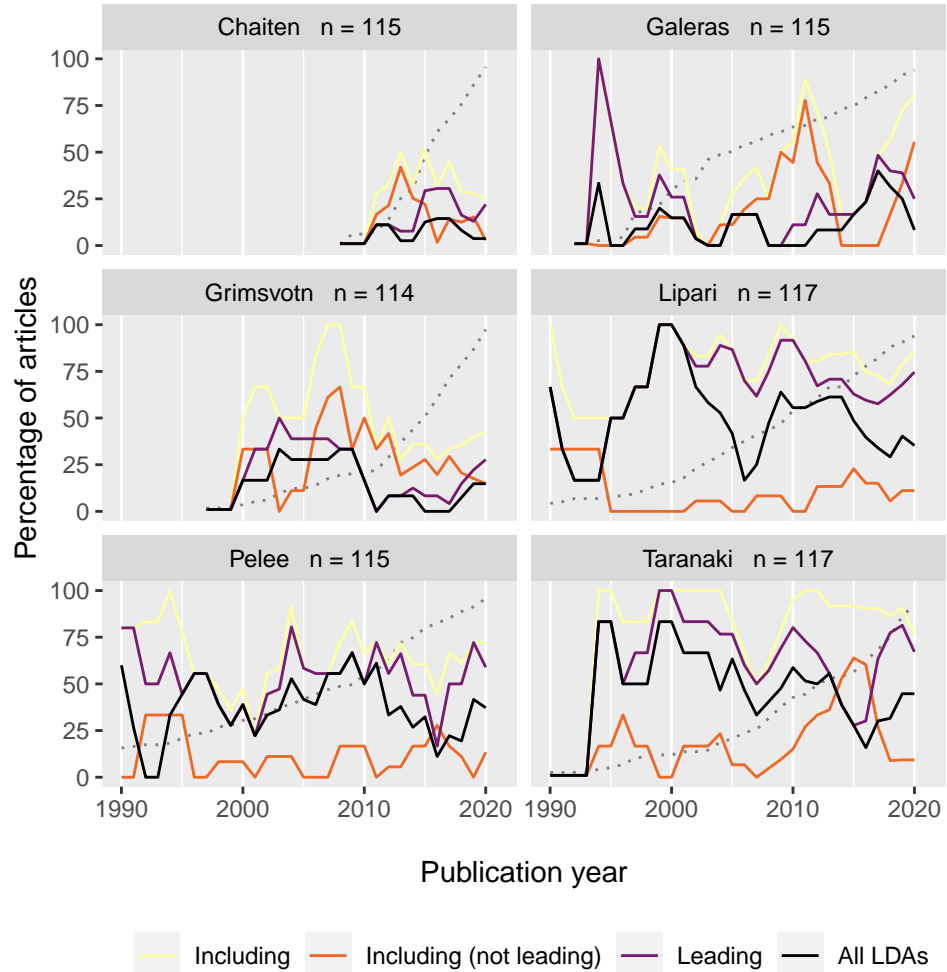 Chaiten n = 115
Galeras n = 115
100
75
50
25
0
Grimsvotn n = 114
Lipari n = 117
100
75
50
25
0
Pelee n = 115
Taranaki n = 117
100
75
50
25
0
1990 2000 2010 2020
1990 2000 2010 2020
Percentage of articles
Publication year
Including
Including (not leading)
Leading
All LDAs